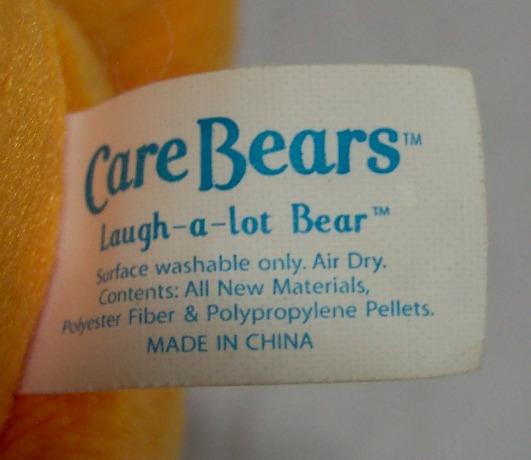 Care Bears™
Laugh-a-lot Bear™
Surface washable only. Air Dry.
Contents: All New Materials,
Polyester Fiber & Polypropylene Pellets.
MADE IN CHINA